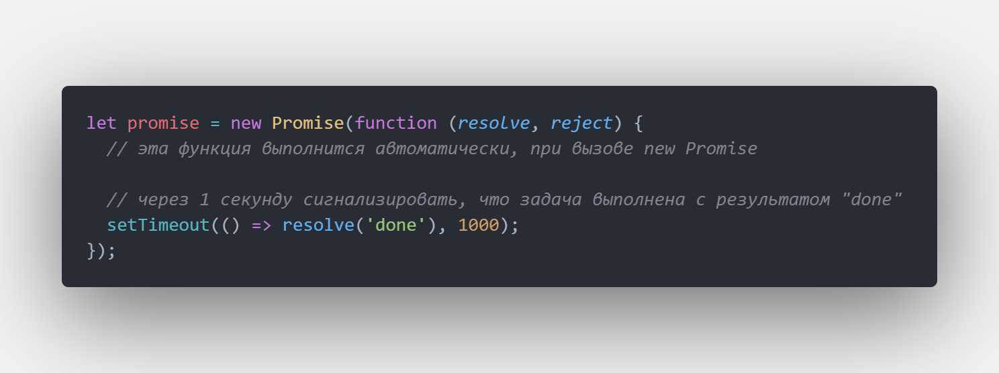 let promise = new Promise(function (resolve, reject) {
// эта функция выполнится автоматически, при вызове new Promise
// через 1 секунду сигнализировать, что задача выполнена с результатом "done"
setTimeout(() => resolve('done'), 1000);
});